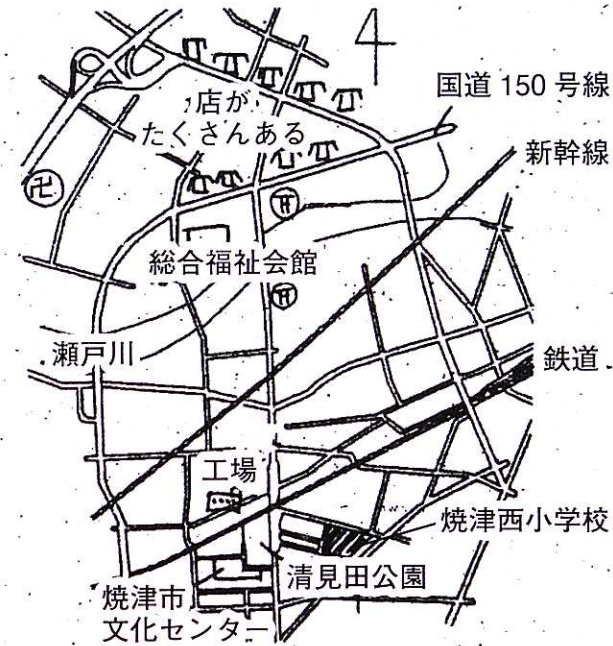 国道 150 号線
店が
たくさんある
新幹線
総合福祉会館
瀬戸川
鉄道
工場
焼津西小学校
清見田公園
焼津市
文化センター